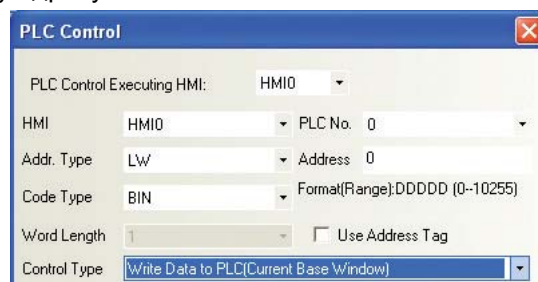 PLC Control
PLC Control Executing HMI: HMI0
HMI HMI0 PLC No. 0
Addr. Type LW Address 0
Code Type BIN Format(Range):DDDDD (0--10255)
Word Length 1 Use Address Tag
Control Type Write Data to PLC(Current Base Window)